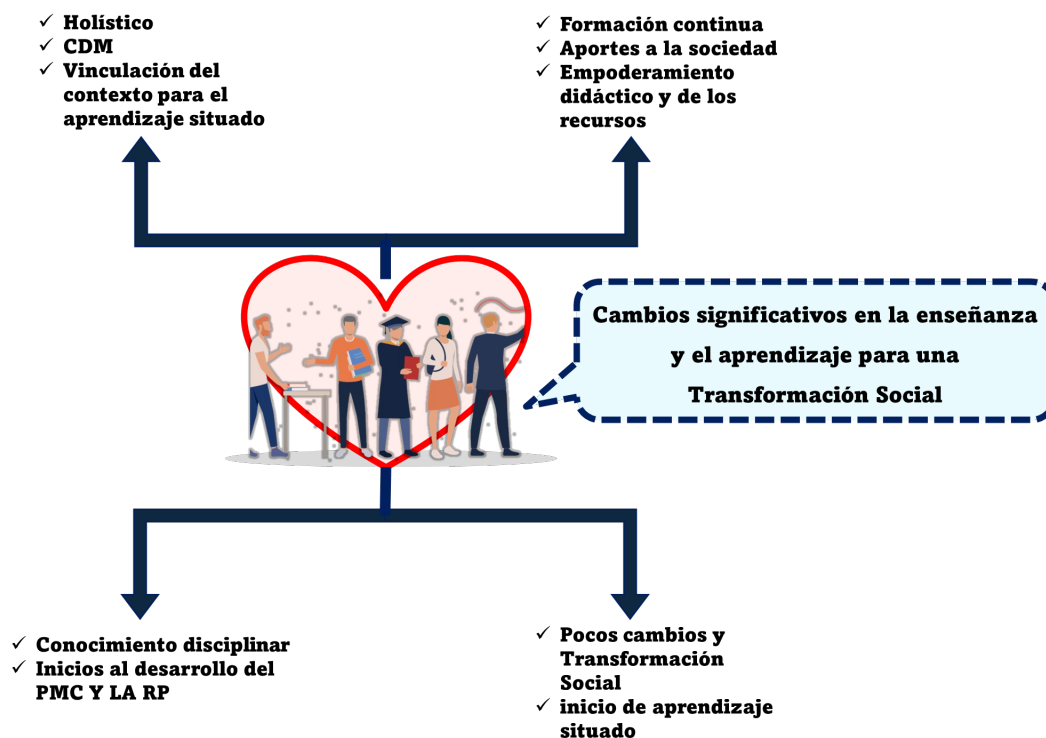 ✓ Holístico
✓ CDM
✓ Vinculación del
contexto para el
aprendizaje situado
✓ Formación continua
✓ Aportes a la sociedad
✓ Empoderamiento
didáctico y de los
recursos
Cambios significativos en la enseñanza
y el aprendizaje para una
Transformación Social
✓ Conocimiento disciplinar
✓ Inicios al desarrollo del
PMC Y LA RP
✓ Pocos cambios y
Transformación
Social
✓ inicio de aprendizaje
situado